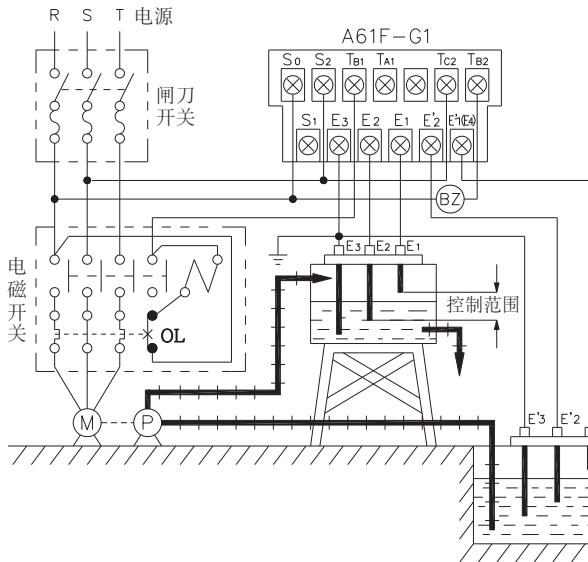 R S T 电源
A61F-G1
S0 S2 TB1 TA1 TC2 TB2
闸刀
开关
S1 E3 E2 E1 E'2 E'1(E4)
BZ
E3 E2 E1
电
磁
开
关
控制范围
OL
M P
E'3 E'2